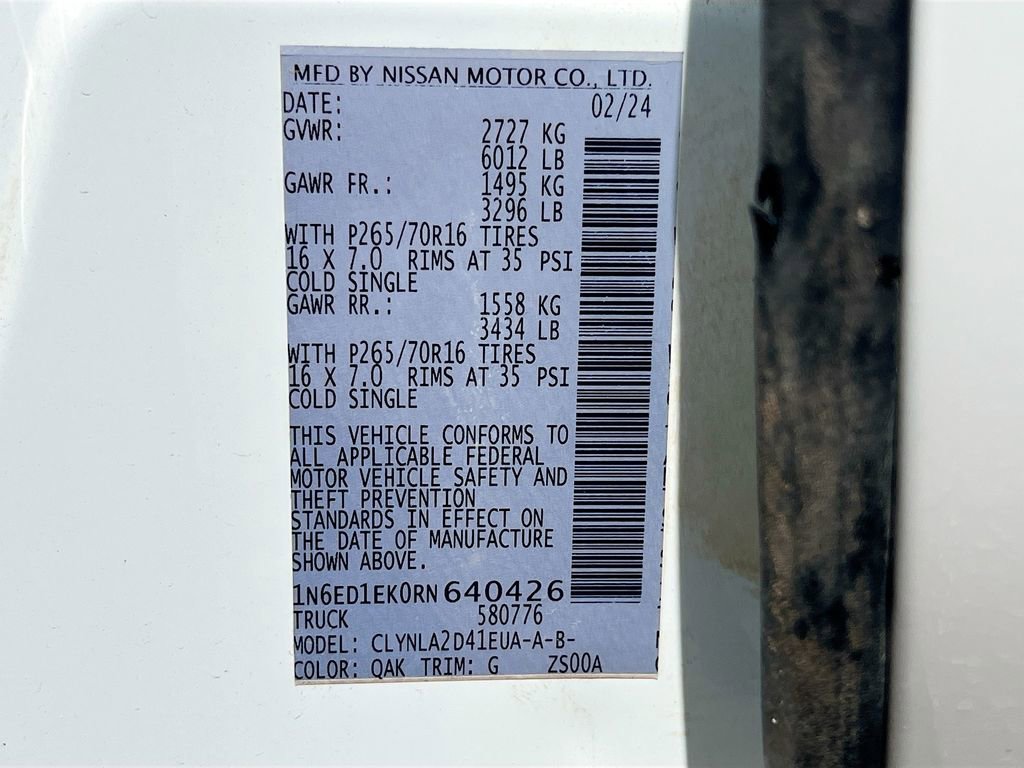 MFD BY NISSAN MOTOR CO., LTD.
DATE: 02/24
GVWR: 2727 KG
6012 LB
GAWR FR.: 1495 KG
3296 LB
WITH P265/70R16 TIRES
16 X 7.0 RIMS AT 35 PSI
COLD SINGLE
GAWR RR.: 1558 KG
3434 LB
WITH P265/70R16 TIRES
16 X 7.0 RIMS AT 35 PSI
COLD SINGLE
THIS VEHICLE CONFORMS TO
ALL APPLICABLE FEDERAL
MOTOR VEHICLE SAFETY AND
THEFT PREVENTION
STANDARDS IN EFFECT ON
THE DATE OF MANUFACTURE
SHOWN ABOVE.
1N6ED1EK0RN640426
TRUCK 580776
MODEL: CLYNLA2D41EUA-A-B-
COLOR: QAK TRIM: G ZS00A